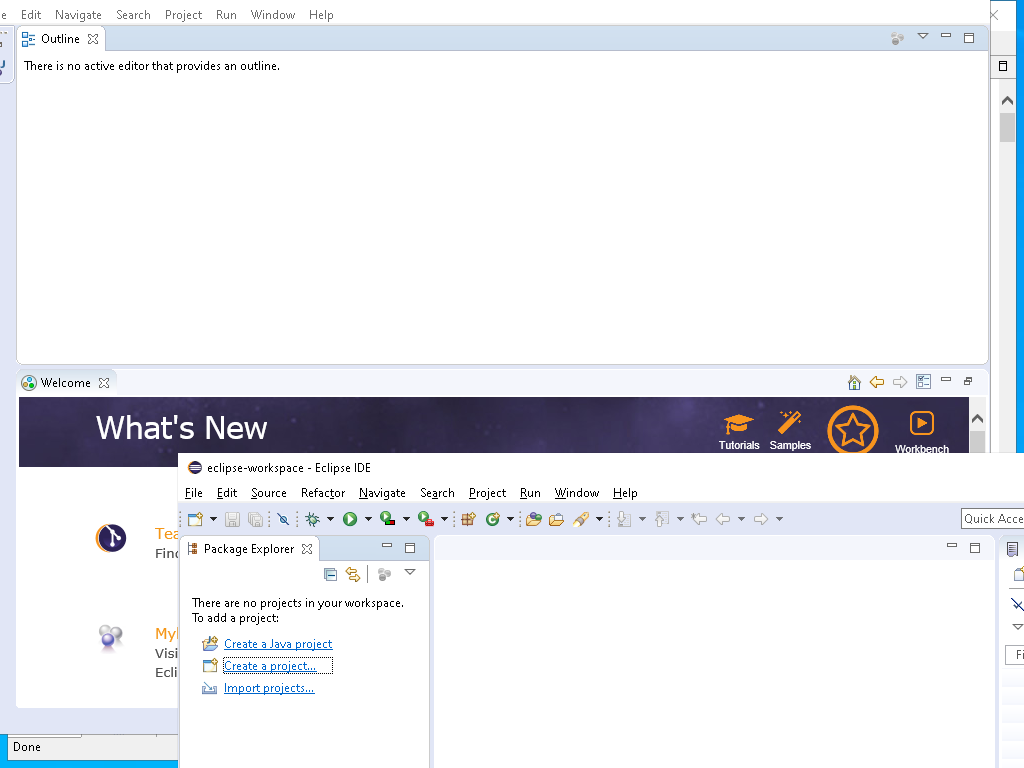 e Edit Navigate Search Project Run Window Help
Outline
There is no active editor that provides an outline.
Welcome
What's New
Tutorials Samples Workbench
Tea
Find
My
Visi
Ecli
eclipse-workspace - Eclipse IDE
File Edit Source Refactor Navigate Search Project Run Window Help
Quick Acce
Package Explorer
There are no projects in your workspace.
To add a project:
Create a Java project
Create a project...
Import projects...
Fi
Done